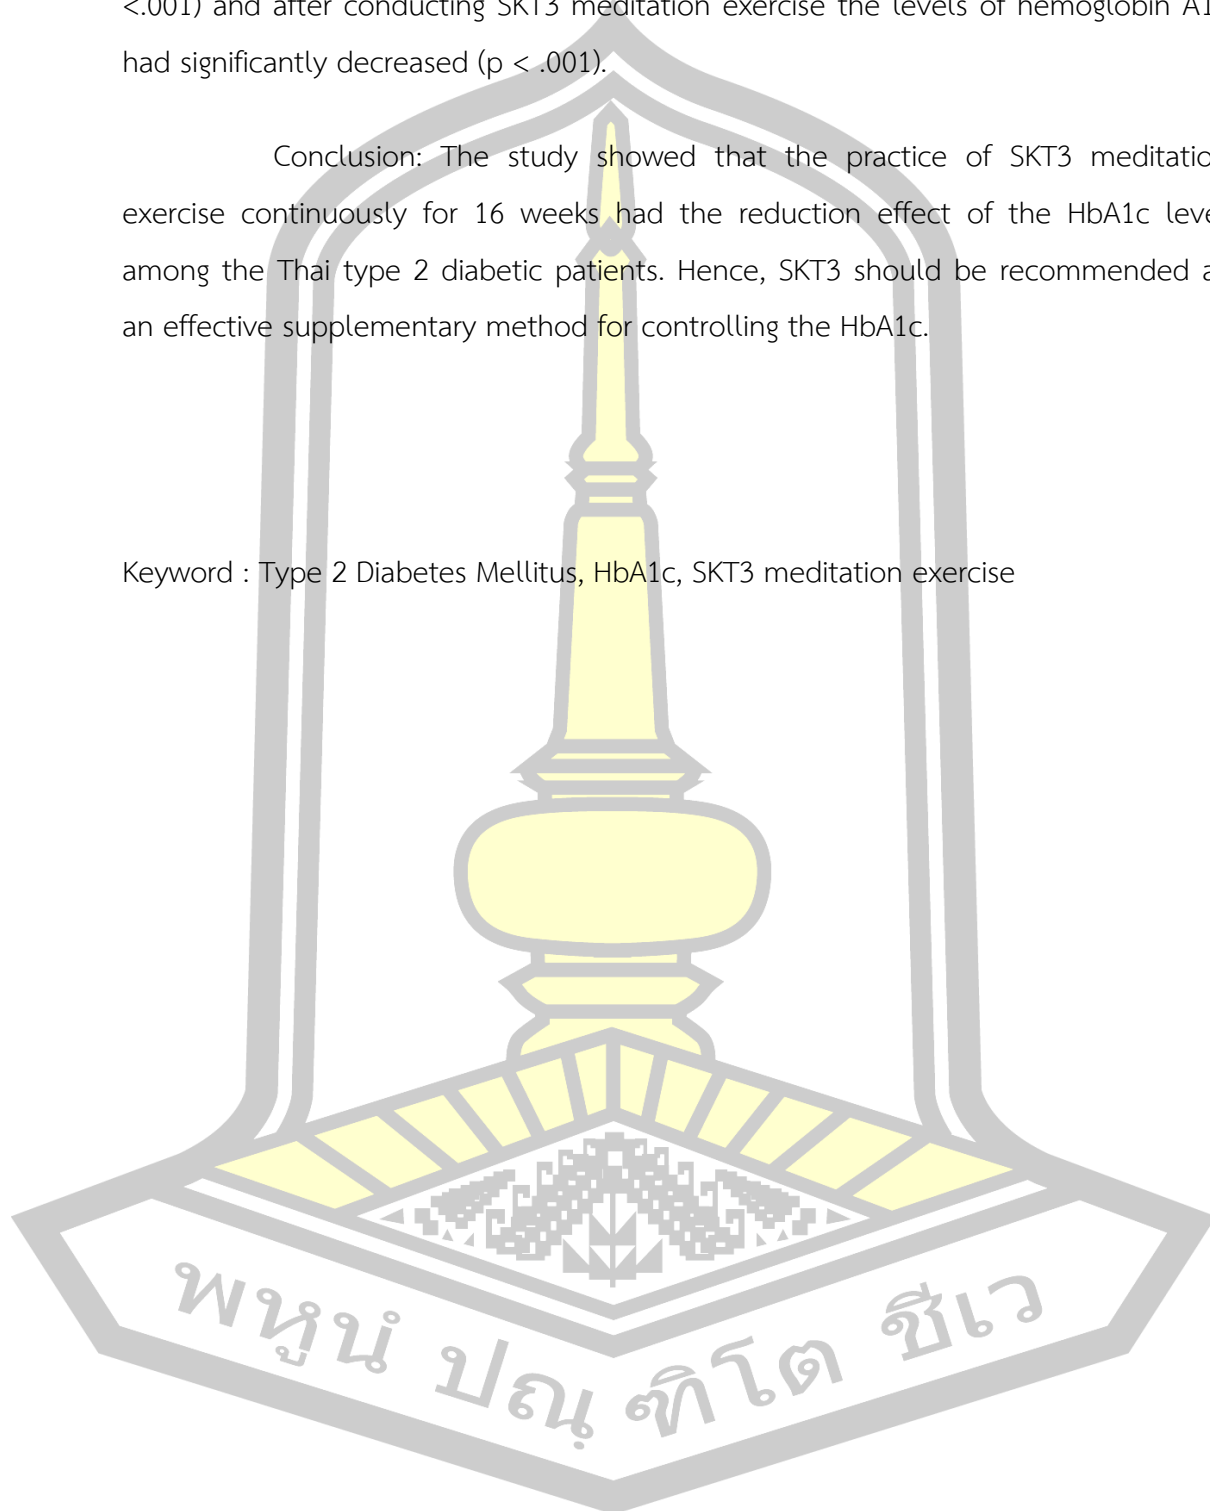 <.001) and after conducting SKT3 meditation exercise the levels of hemoglobin A1
had significantly decreased (p < .001).
Conclusion: The study showed that the practice of SKT3 meditatio
exercise continuously for 16 weeks had the reduction effect of the HbA1c leve
among the Thai type 2 diabetic patients. Hence, SKT3 should be recommended a
an effective supplementary method for controlling the HbA1c.
Keyword : Type 2 Diabetes Mellitus, HbA1c, SKT3 meditation exercise
พหูนํ ปณฺ ฑิโต ชีเว